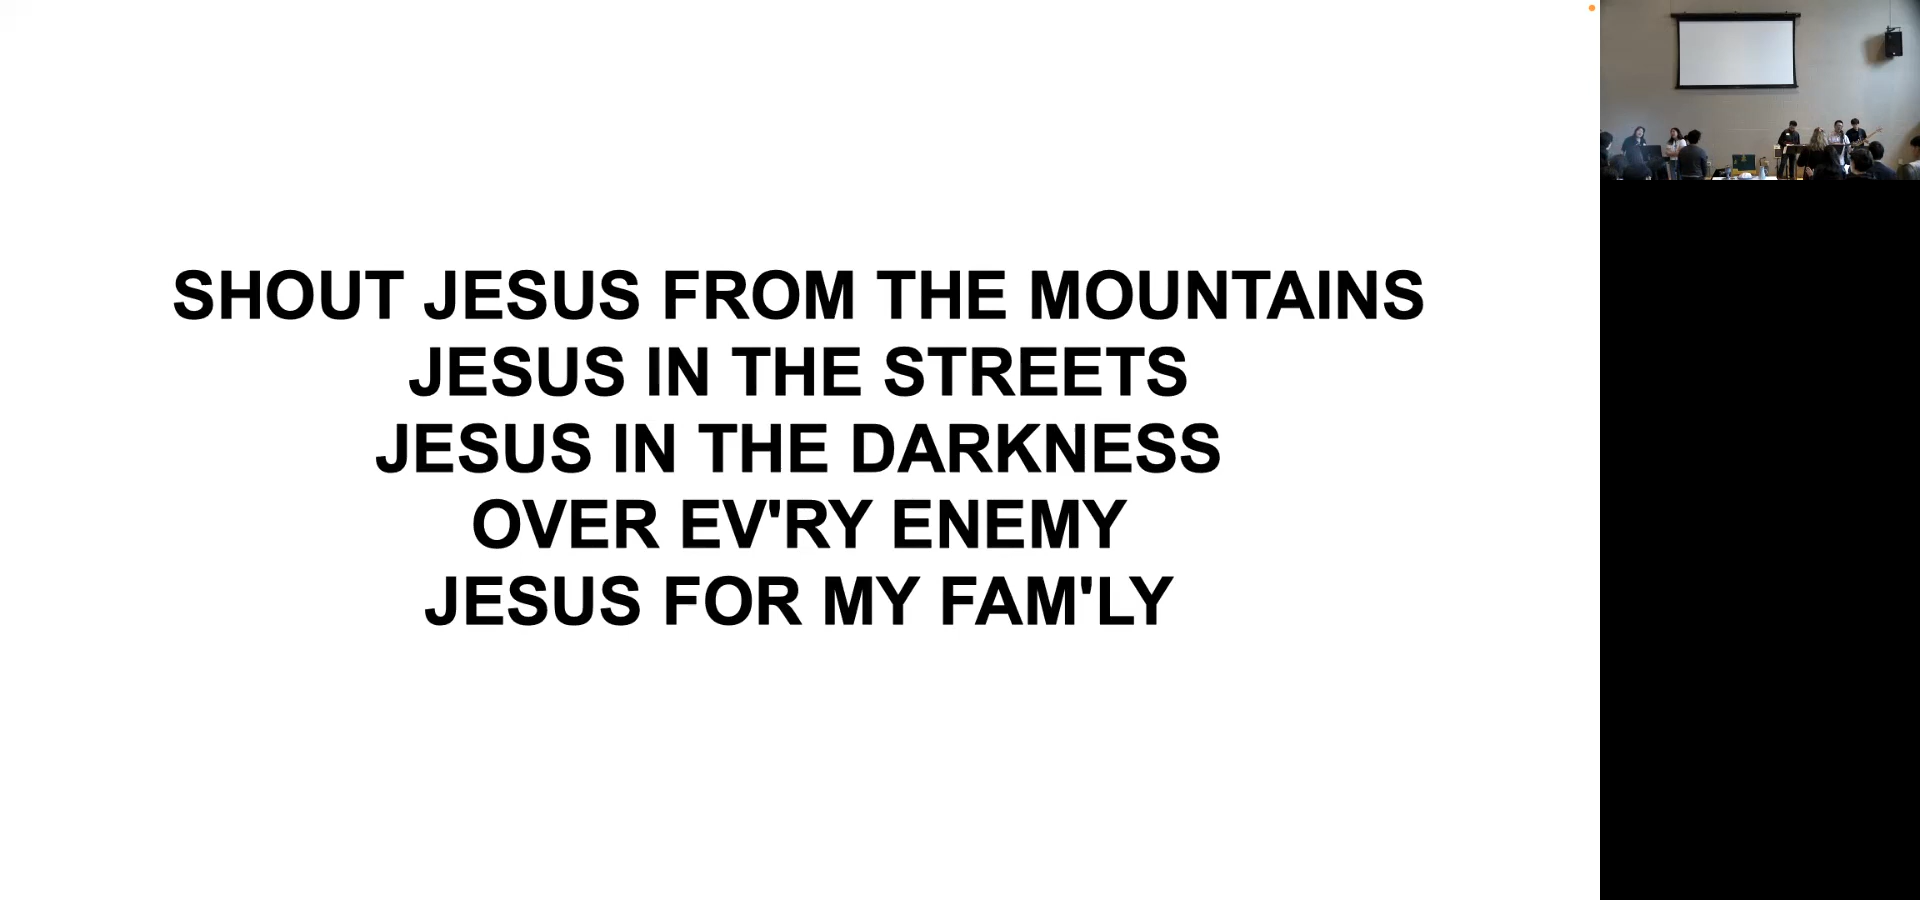 SHOUT JESUS FROM THE MOUNTAINS
JESUS IN THE STREETS
JESUS IN THE DARKNESS
OVER EV'RY ENEMY
JESUS FOR MY FAM'LY